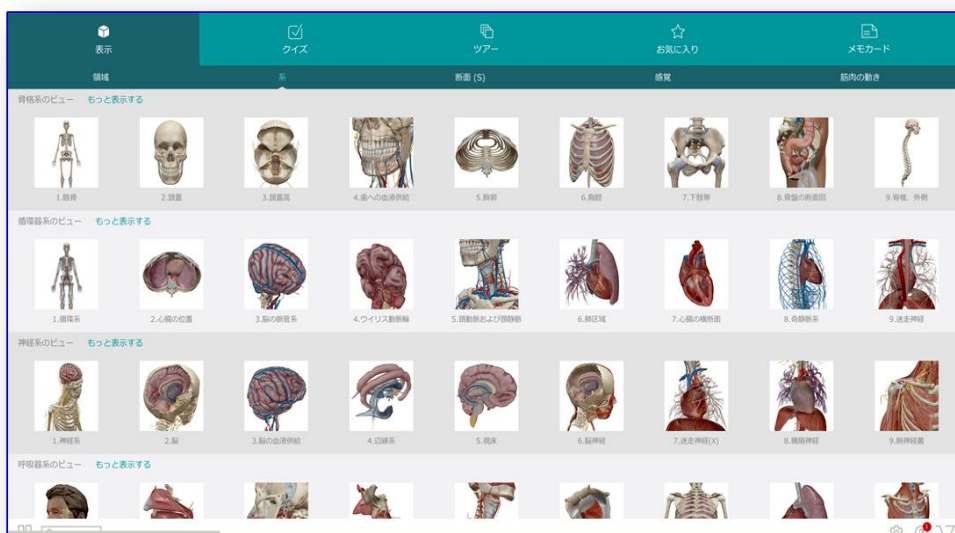 表示
クイズ
ツアー
お気に入り
メモカード
領域
系
断面 (S)
感覚
筋肉の動き
骨格系のビュー もっと表示する
1.骸骨
2.頭蓋
3.頭蓋窩
4.歯への血液供給
5.胸郭
6.胸腔
7.下肢帯
8.骨盤の断面図
9.脊椎、外側
循環器系のビュー もっと表示する
1.循環系
2.心臓の位置
3.脳の脈管系
4.ウイリス動脈輪
5.頚動脈および頚静脈
6.肺区域
7.心臓の横断面
8.奇静脈系
9.迷走神経
神経系のビュー もっと表示する
1.神経系
2.脳
3.脳の血液供給
4.辺縁系
5.視床
6.脳神経
7.迷走神経(X)
8.横隔神経
9.腕神経叢
呼吸器系のビュー もっと表示する